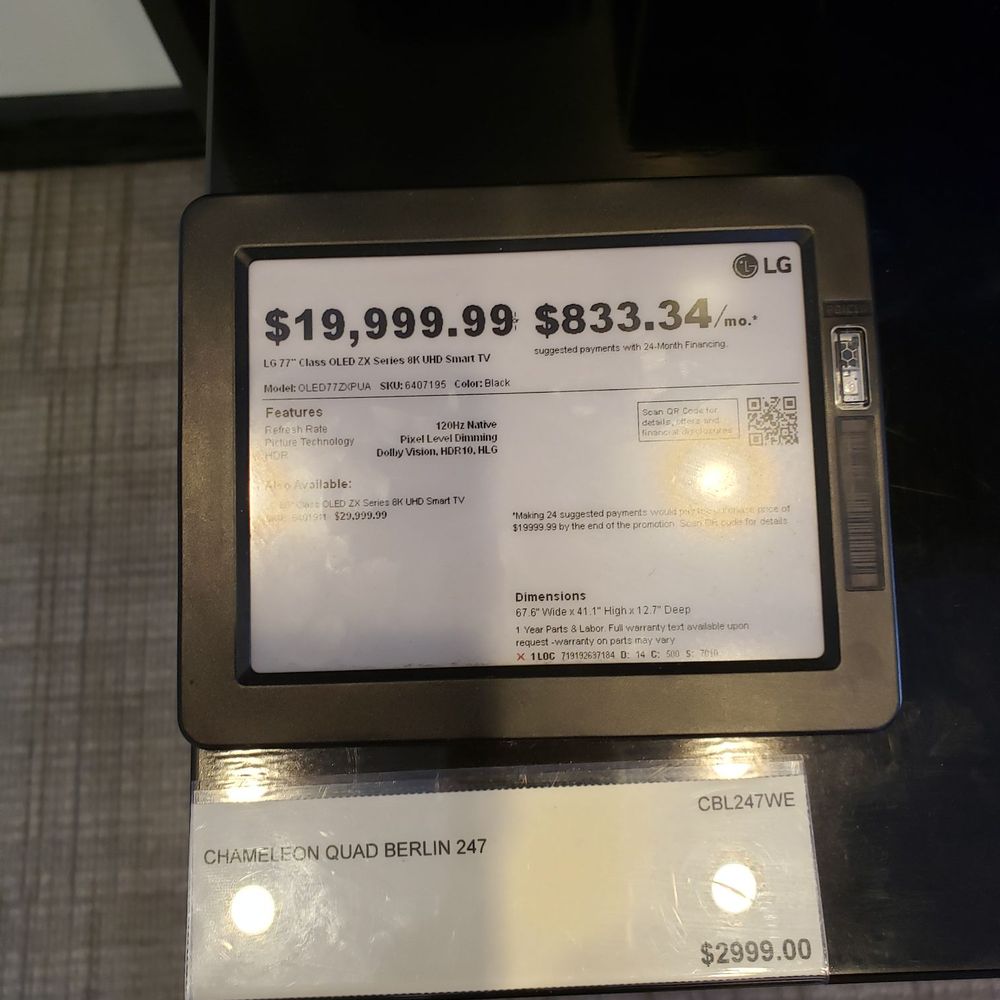 LG
$19,999.99 $833.34/mo.*
suggested payments with 24-Month Financing.
LG 77" Class OLED ZX Series 8K UHD Smart TV
Model: OLED77ZXPUA SKU: 6407195 Color: Black
Features
Refresh Rate 120Hz Native
Picture Technology Pixel Level Dimming
HDR Dolby Vision, HDR10, HLG
Scan QR Code for
details, offers and
financial disclosures
Also Available:
Class OLED ZX Series 8K UHD Smart TV
SKU: 6401911 $29,999.99
*Making 24 suggested payments would pay the purchase price of
$19999.99 by the end of the promotion. Scan QR code for details
Dimensions
67.6" Wide x 41.1" High x 12.7" Deep
1 Year Parts & Labor. Full warranty text available upon
request -warranty on parts may vary
X 1 LOC 719192637184 D: 14 C: 500 S: 7010
CBL247WE
CHAMELEON QUAD BERLIN 247
$2999.00